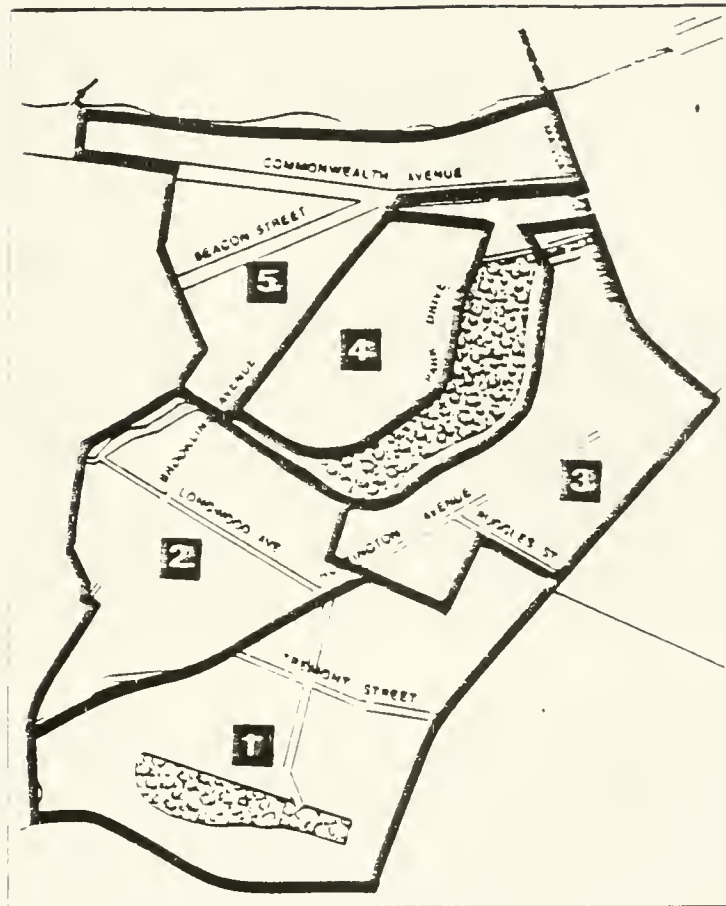 COMMONWEALTH AVENUE
BEACON STREET
5
4
PARK DRIVE
BROOKLINE AVENUE
3
AVENUE
RUGGLES ST.
LONGWOOD AVE.
2
TREMONT STREET
1